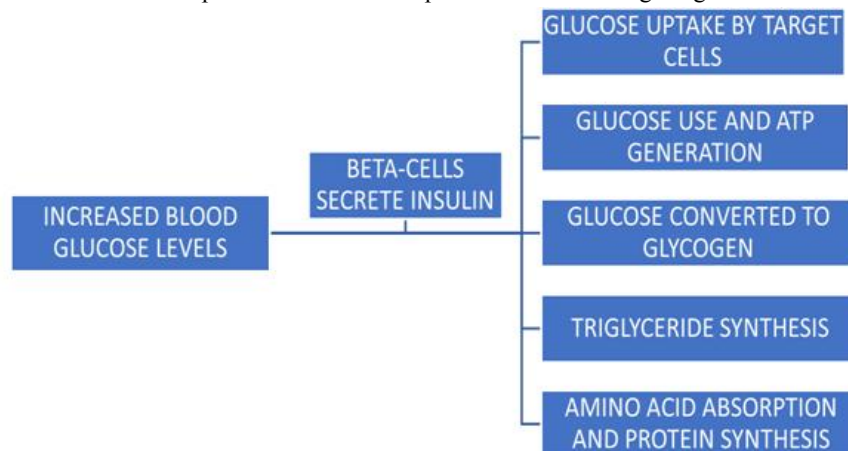 INCREASED BLOOD
GLUCOSE LEVELS
BETA-CELLS
SECRETE INSULIN
GLUCOSE UPTAKE BY TARGET
CELLS
GLUCOSE USE AND ATP
GENERATION
GLUCOSE CONVERTED TO
GLYCOGEN
TRIGLYCERIDE SYNTHESIS
AMINO ACID ABSORPTION
AND PROTEIN SYNTHESIS